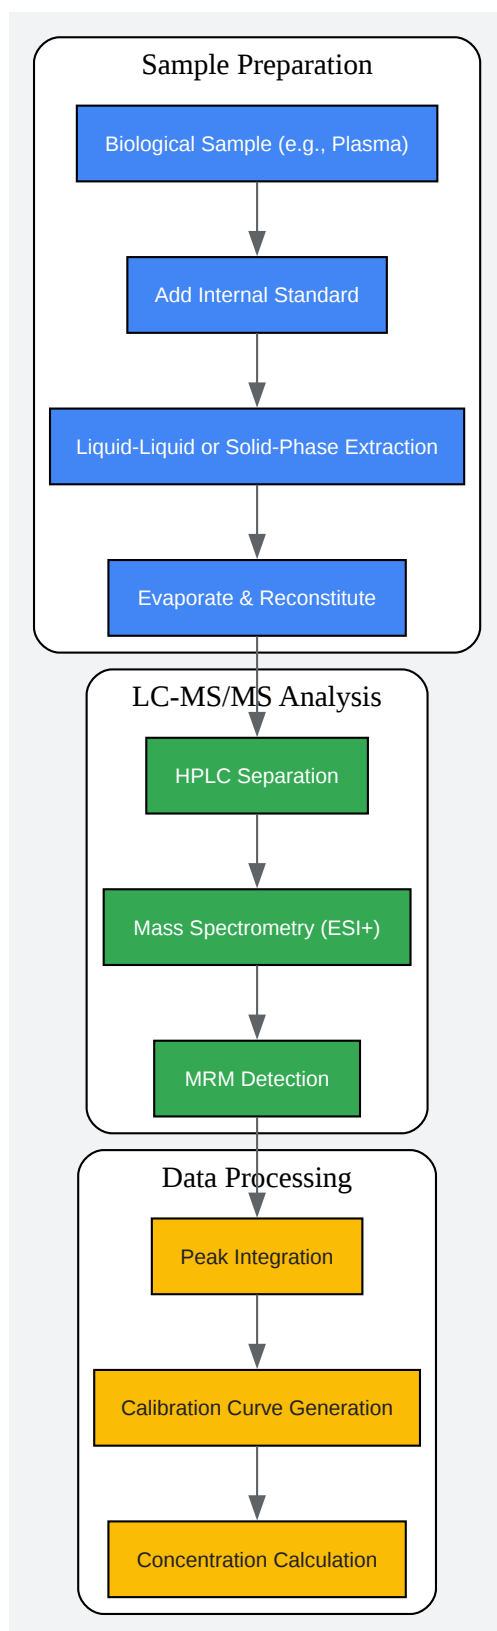 Sample Preparation
Biological Sample (e.g., Plasma)
Add Internal Standard
Liquid-Liquid or Solid-Phase Extraction
Evaporate & Reconstitute
LC-MS/MS Analysis
HPLC Separation
Mass Spectrometry (ESI+)
MRM Detection
Data Processing
Peak Integration
Calibration Curve Generation
Concentration Calculation